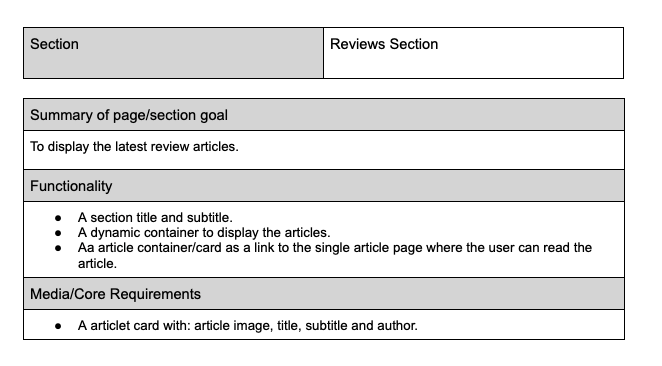 Section
Reviews Section
Summary of page/section goal
To display the latest review articles.
Functionality
● A section title and subtitle.
● A dynamic container to display the articles.
● Aa article container/card as a link to the single article page where the user can read the
article.
Media/Core Requirements
● A articlet card with: article image, title, subtitle and author.